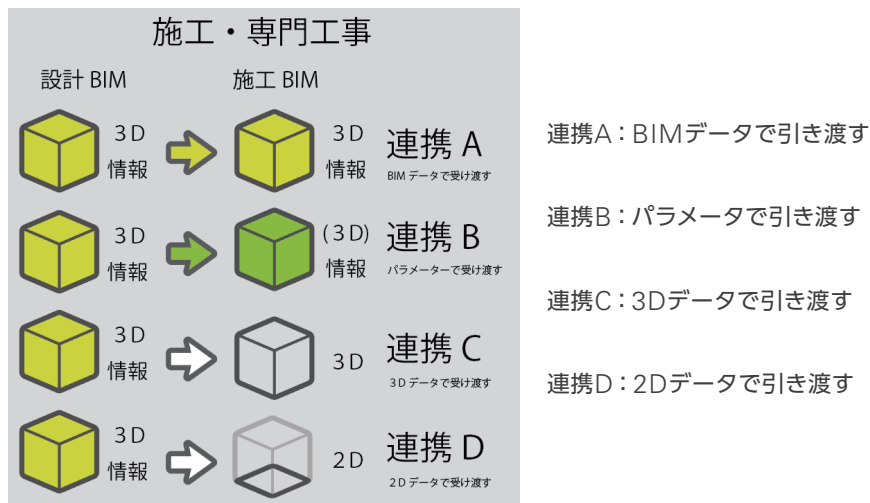 施工・専門工事
設計 BIM
施工 BIM
3D
情報
3D
情報
連携 A
BIM データで受け渡す
3D
情報
(3D)
情報
連携 B
パラメーターで受け渡す
3D
情報
3D
連携 C
3D データで受け渡す
3D
情報
2D
連携 D
2D データで受け渡す
連携A：BIMデータで引き渡す
連携B：パラメータで引き渡す
連携C：3Dデータで引き渡す
連携D：2Dデータで引き渡す